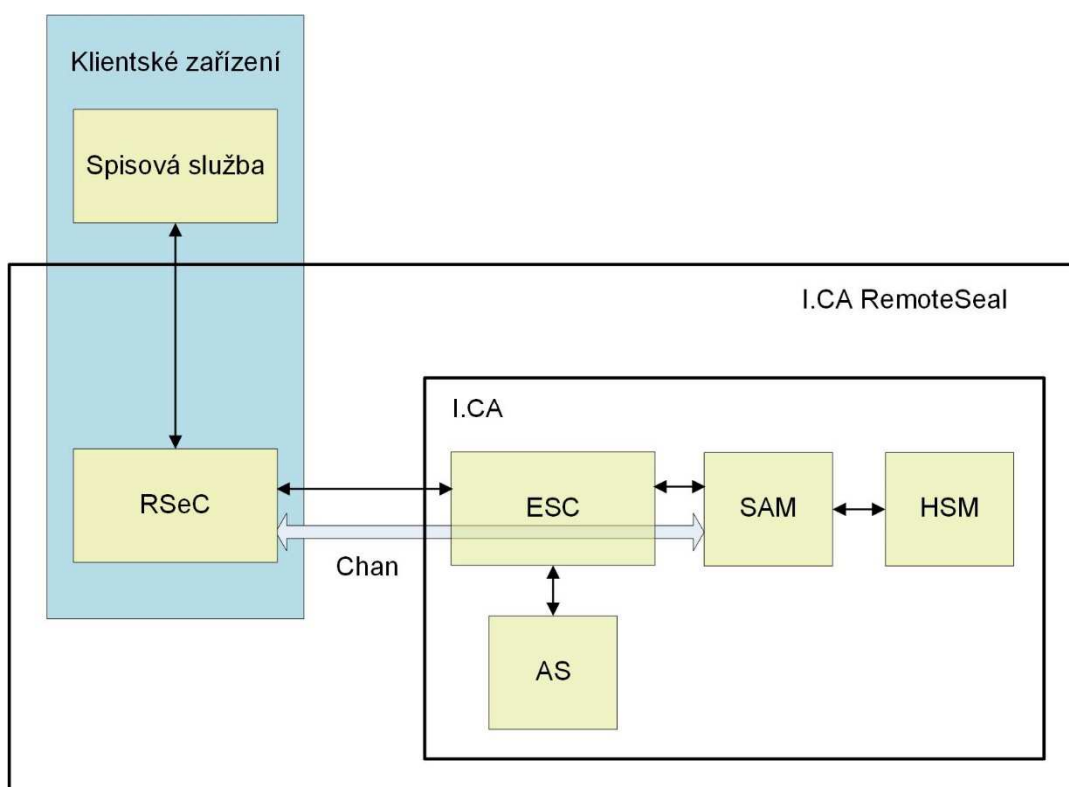 Klientské zařízení
Spisová služba
I.CA RemoteSeal
I.CA
RSeC
ESC
SAM
HSM
Chan
AS